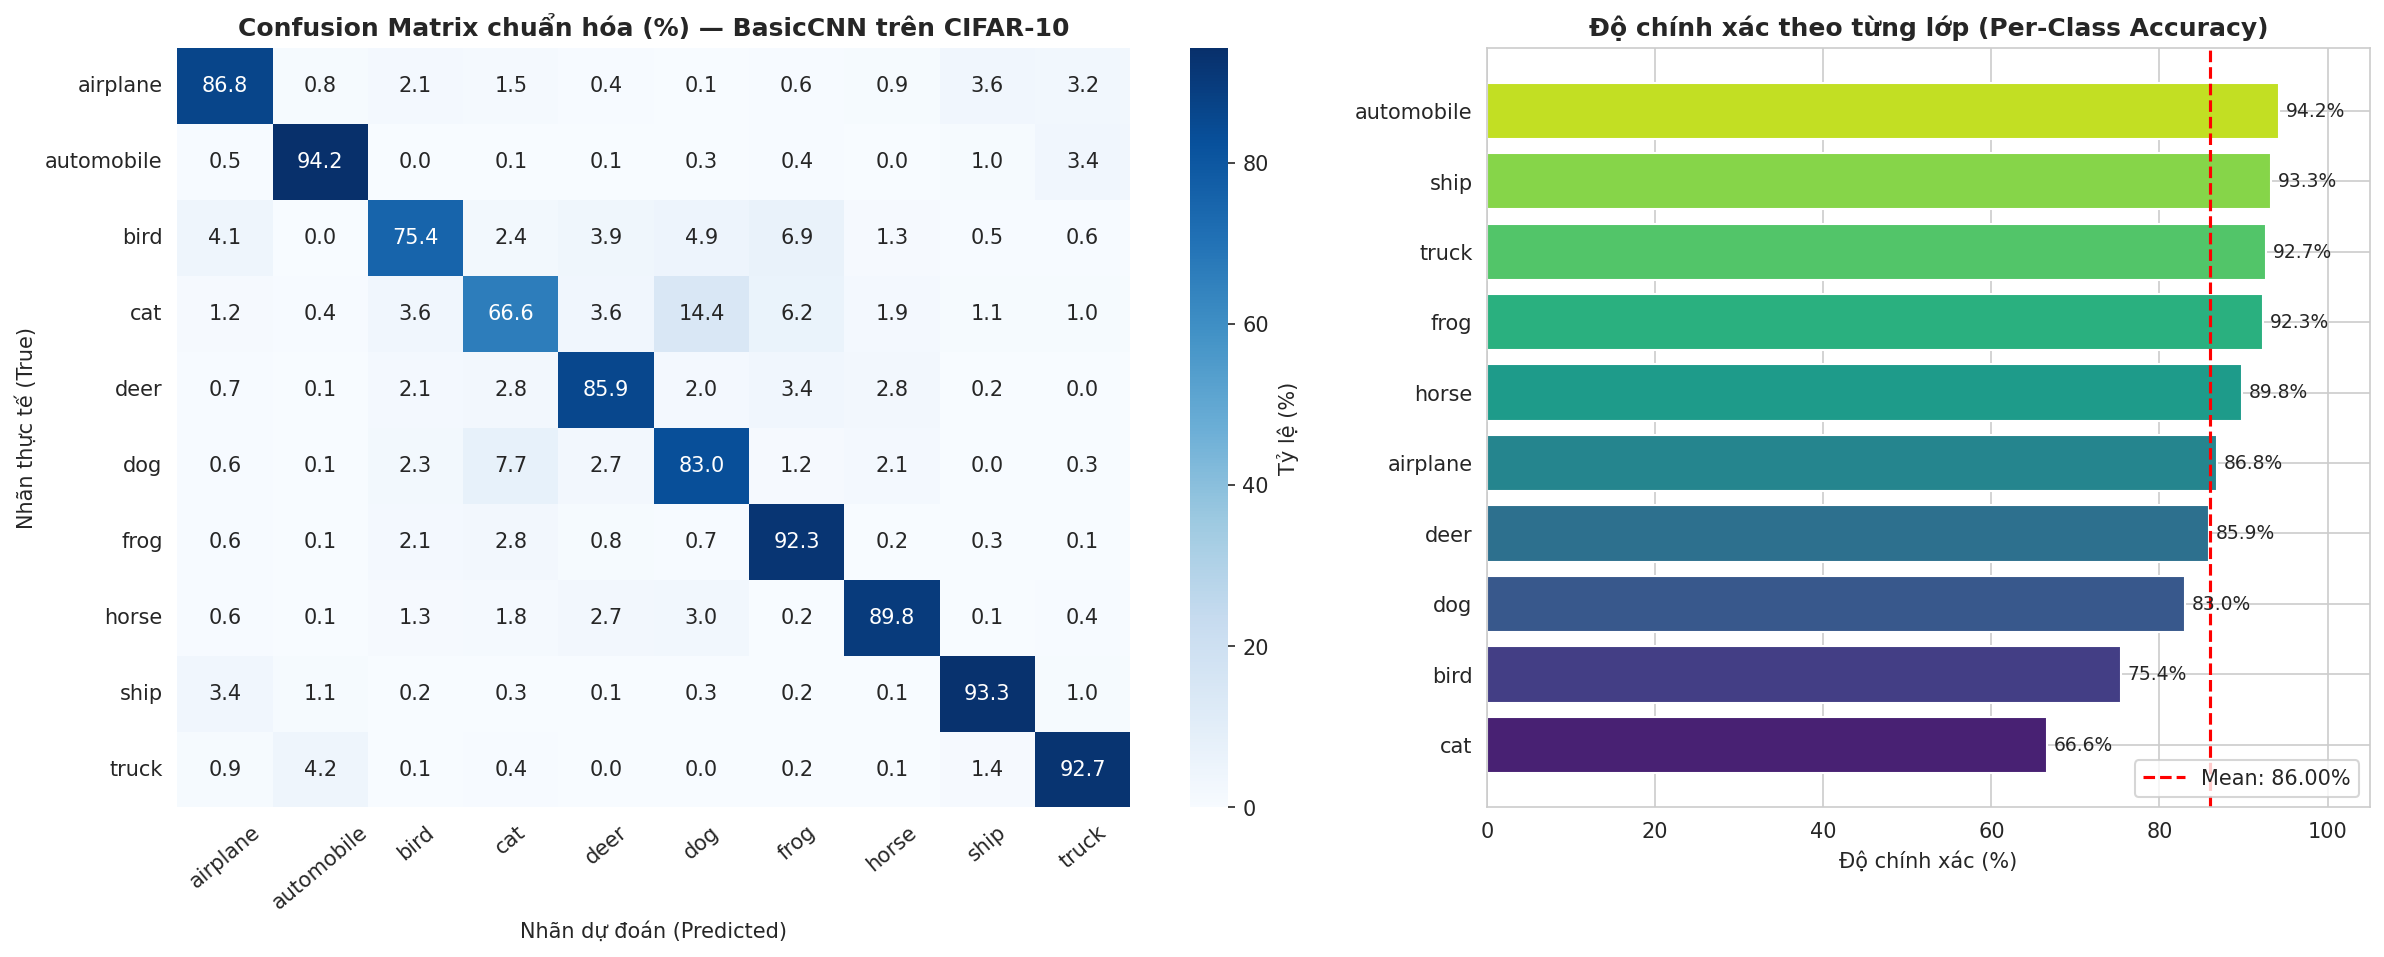 Confusion Matrix chuẩn hóa (%) — BasicCNN trên CIFAR-10
Nhãn thực tế (True)
airplane 86.8 0.8 2.1 1.5 0.4 0.1 0.6 0.9 3.6 3.2
automobile 0.5 94.2 0.0 0.1 0.1 0.3 0.4 0.0 1.0 3.4
bird 4.1 0.0 75.4 2.4 3.9 4.9 6.9 1.3 0.5 0.6
cat 1.2 0.4 3.6 66.6 3.6 14.4 6.2 1.9 1.1 1.0
deer 0.7 0.1 2.1 2.8 85.9 2.0 3.4 2.8 0.2 0.0
dog 0.6 0.1 2.3 7.7 2.7 83.0 1.2 2.1 0.0 0.3
frog 0.6 0.1 2.1 2.8 0.8 0.7 92.3 0.2 0.3 0.1
horse 0.6 0.1 1.3 1.8 2.7 3.0 0.2 89.8 0.1 0.4
ship 3.4 1.1 0.2 0.3 0.1 0.3 0.2 0.1 93.3 1.0
truck 0.9 4.2 0.1 0.4 0.0 0.0 0.2 0.1 1.4 92.7
airplane automobile bird cat deer dog frog horse ship truck
Nhãn dự đoán (Predicted)
80
60
40
20
0
Tỷ lệ (%)
Độ chính xác theo từng lớp (Per-Class Accuracy)
automobile 94.2%
ship 93.3%
truck 92.7%
frog 92.3%
horse 89.8%
airplane 86.8%
deer 85.9%
dog 83.0%
bird 75.4%
cat 66.6%
Mean: 86.00%
0 20 40 60 80 100
Độ chính xác (%)